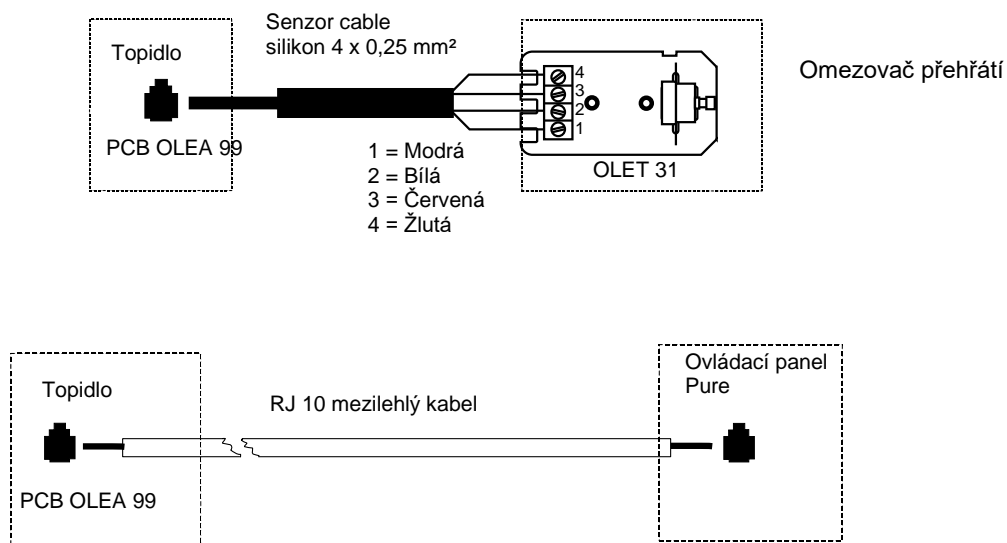 Topidlo
PCB OLEA 99
Senzor cable
silikon 4 x 0,25 mm²
4
3
2
1
OLET 31
Omezovač přehřátí
1 = Modrá
2 = Bílá
3 = Červená
4 = Žlutá
Topidlo
PCB OLEA 99
RJ 10 mezilehlý kabel
Ovládací panel
Pure